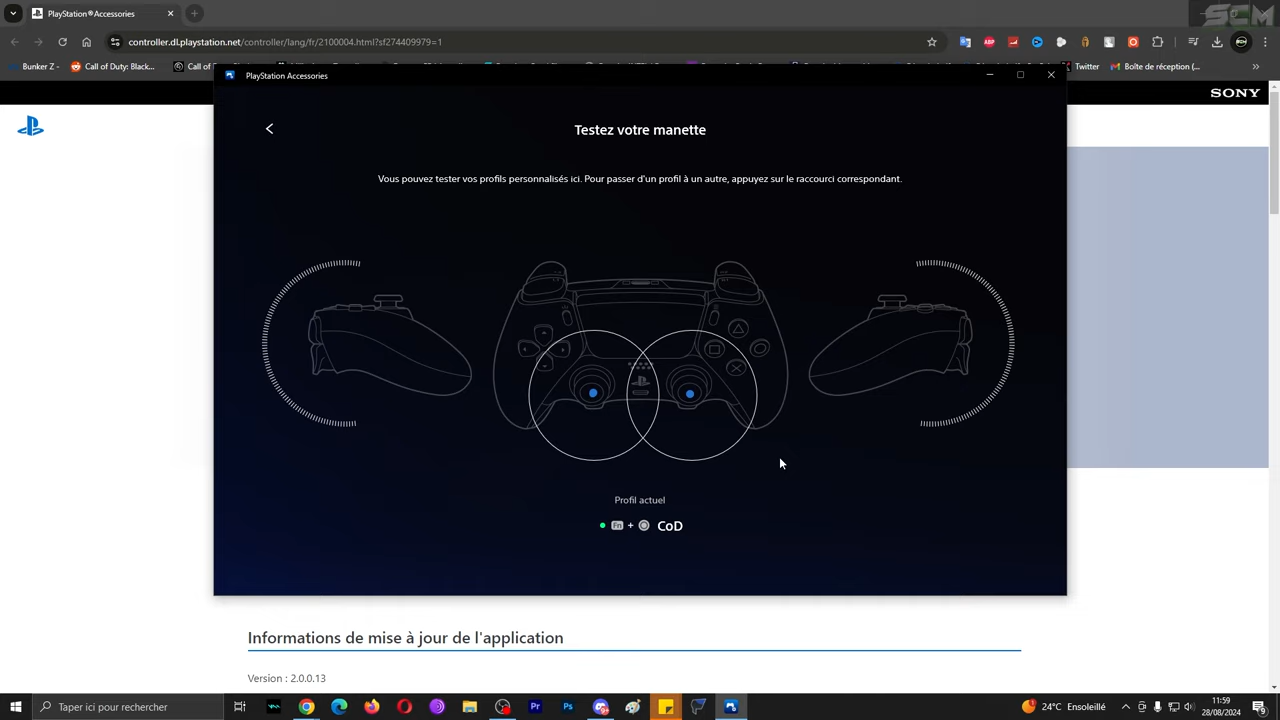 PlayStation®Accessories
controller.dl.playstation.net/controller/lang/fr/2100004.html?sf274409979=1
Bunker Z -
Call of Duty: Black...
Twitter
Boîte de réception (...
PlayStation Accessories
SONY
Testez votre manette
Vous pouvez tester vos profils personnalisés ici. Pour passer d'un profil à un autre, appuyez sur le raccourci correspondant.
Profil actuel
Fn + CoD
Informations de mise à jour de l'application
Version : 2.0.0.13
Taper ici pour rechercher
24°C Ensoleillé
11:59
28/08/2024